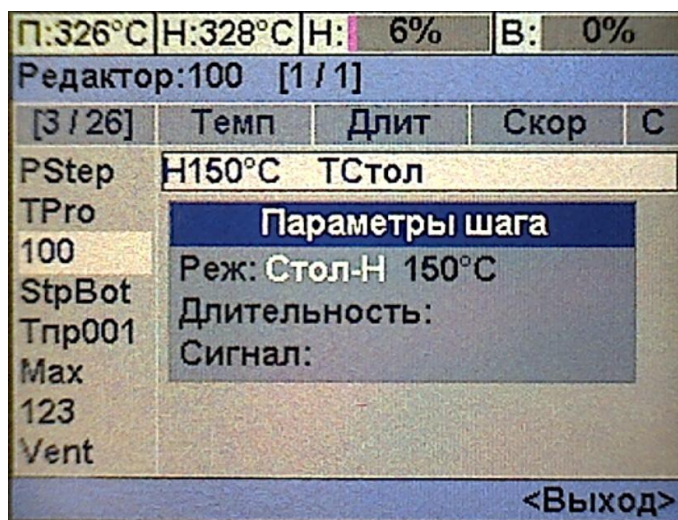 П:326°C Н:328°C Н: 6% В: 0%
Редактор:100 [1 / 1]
[3 / 26] Темп Длит Скор С
PStep Н150°C ТСтол
TPro Параметры шага
100 Реж: Стол-Н 150°C
StpBot Длительность:
Тпр001 Сигнал:
Max
123
Vent
<Выход>